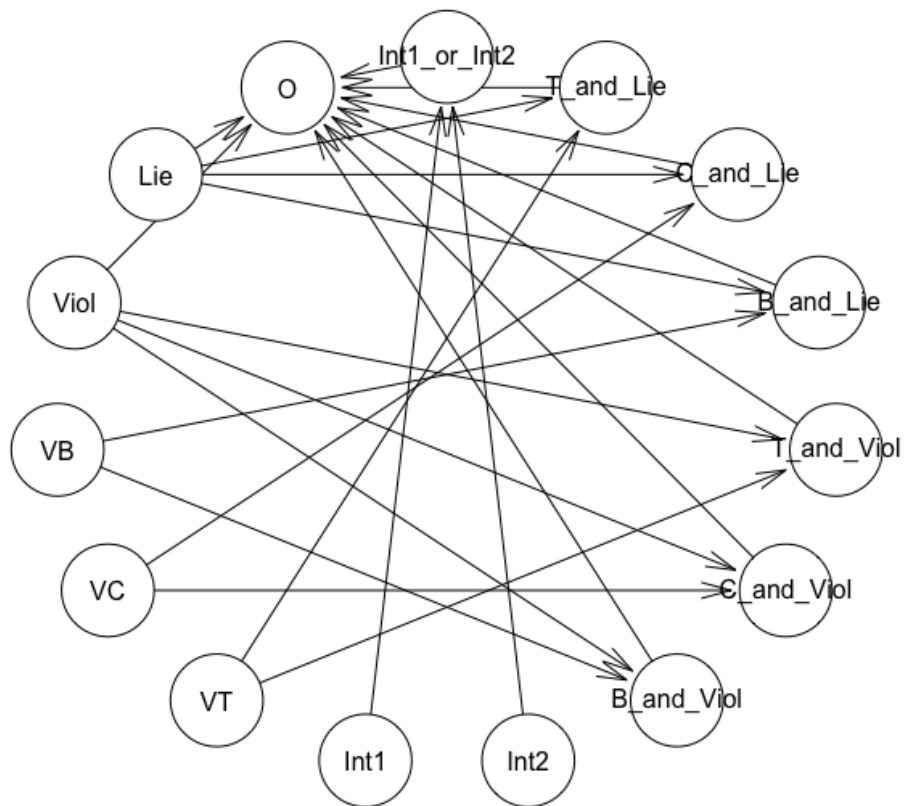 Int1_or_Int2
O
T_and_Lie
Lie
C_and_Lie
Viol
B_and_Lie
VB
T_and_Viol
VC
C_and_Viol
VT
B_and_Viol
Int1
Int2